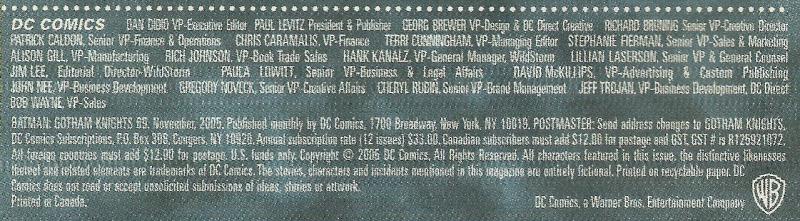 DC COMICS DAN DIDIO VP-Executive Editor PAUL LEVITZ President & Publisher GEORG BREWER VP-Design & DC Direct Creative RICHARD BRUNING Senior VP-Creative Director
PATRICK CALDON, Senior VP-Finance & Operations CHRIS CARAMALIS, VP-Finance TERRI CUNNINGHAM, VP-Managing Editor STEPHANIE FIERMAN, Senior VP-Sales & Marketing
ALISON GILL, VP-Manufacturing RICH JOHNSON, VP-Book Trade Sales HANK KANALZ, VP-General Manager, WildStorm LILLIAN LASERSON, Senior VP & General Counsel
JIM LEE, Editorial Director-WildStorm PAULA LOWITT, Senior VP-Business & Legal Affairs DAVID McKILLIPS, VP-Advertising & Custom Publishing
JOHN NEE, VP-Business Development GREGORY NOVECK, Senior VP-Creative Affairs CHERYL RUBIN, Senior VP-Brand Management JEFF TROJAN, VP-Business Development, DC Direct
BOB WAYNE, VP-Sales
BATMAN: GOTHAM KNIGHTS 69. November, 2005. Published monthly by DC Comics, 1700 Broadway, New York, NY 10019. POSTMASTER: Send address changes to GOTHAM KNIGHTS,
DC Comics Subscriptions, P.O. Box Congers, NY 10920. Annual subscription rate (12 issues) $33.00. Canadian subscribers must add $12.00 for postage and GST. GST # is R125921072.
All foreign countries must add $12.00 for postage. U.S. funds only. Copyright © 2005 DC Comics. All Rights Reserved. All characters featured in this issue, the distinctive likenesses
thereof and related elements are trademarks of DC Comics. The stories, characters and incidents mentioned in this magazine are entirely fictional. Printed on recyclable paper. DC
Comics does not read or accept unsolicited submissions of ideas, stories or artwork.
Printed in Canada.
DC Comics, a Warner Bros. Entertainment Company
WB